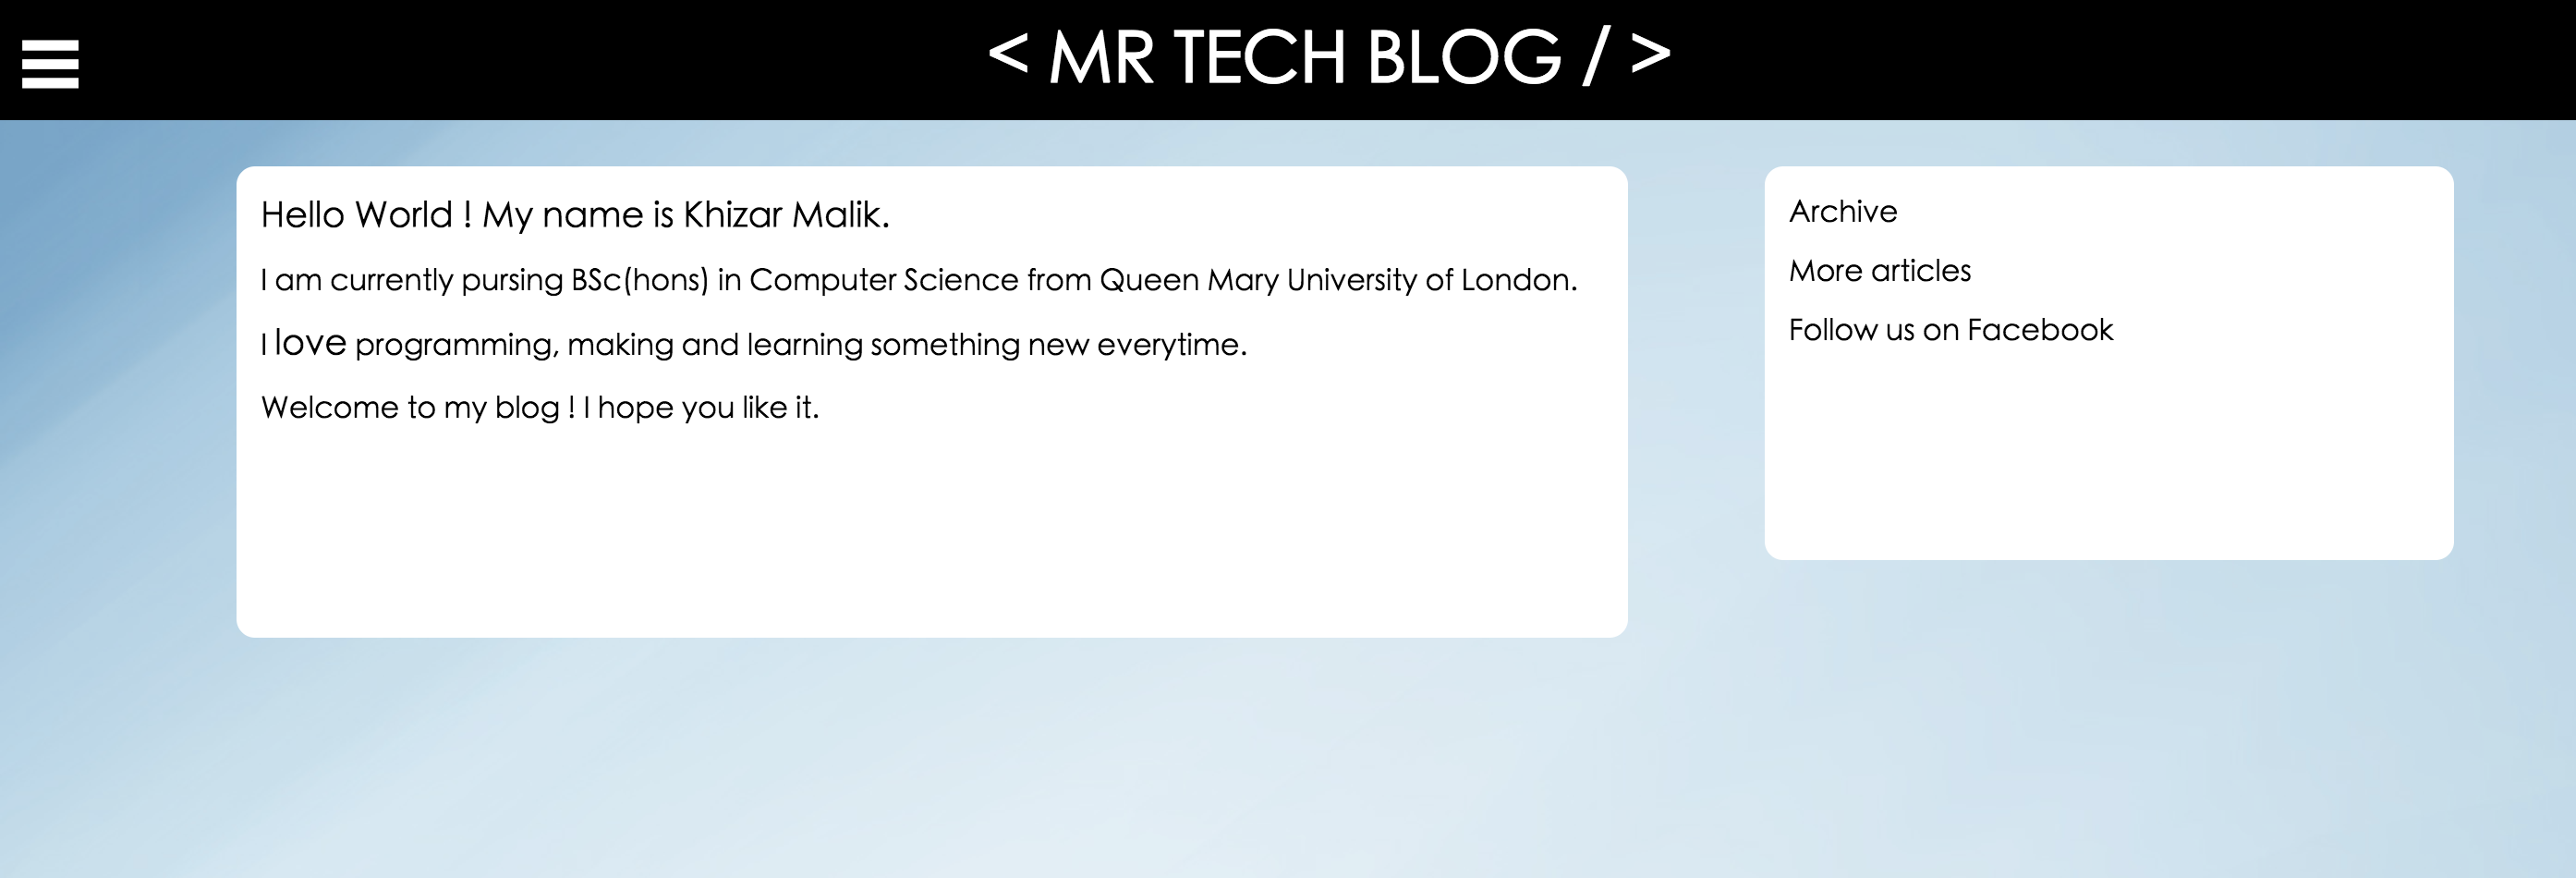 < MR TECH BLOG / >
Hello World ! My name is Khizar Malik.
I am currently pursing BSc(hons) in Computer Science from Queen Mary University of London.
I love programming, making and learning something new everytime.
Welcome to my blog ! I hope you like it.
Archive
More articles
Follow us on Facebook